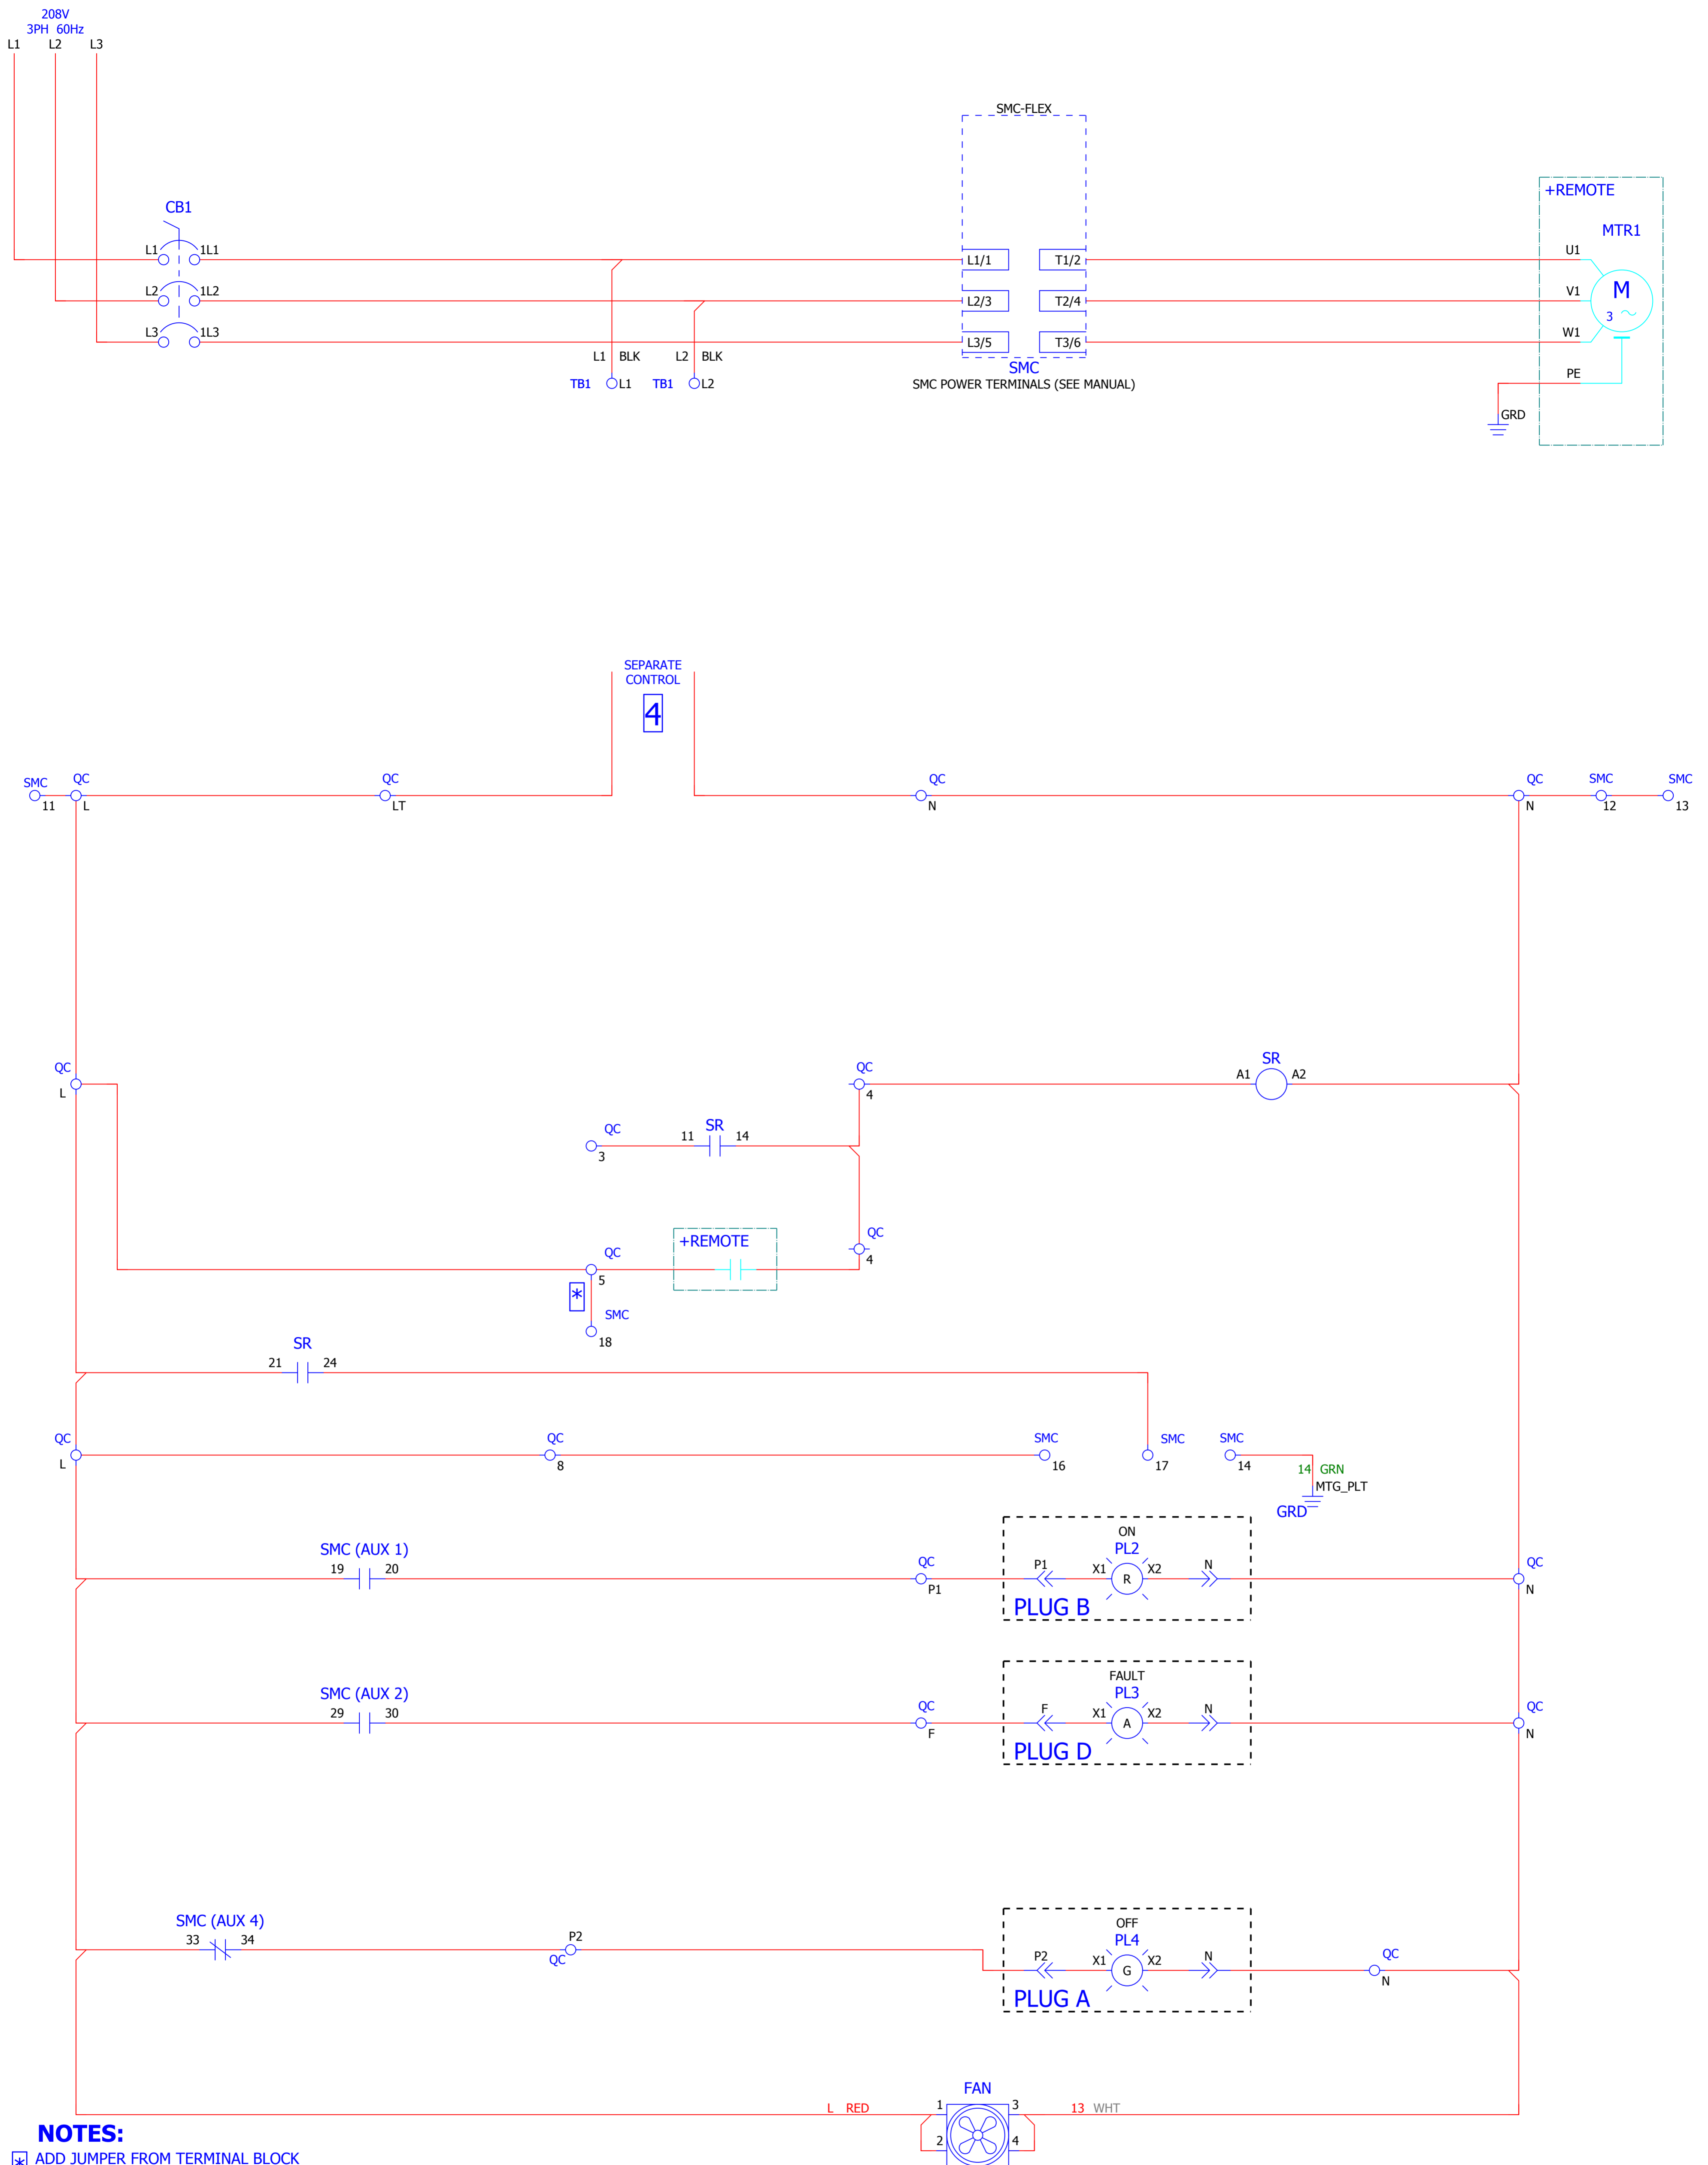 208V
3PH 60Hz
L1 L2 L3
SMC-FLEX
+REMOTE
MTR1
CB1
L1 1L1
L1/1 T1/2
U1
L2 1L2
L2/3 T2/4
V1
M
3
L3 1L3
L3/5 T3/6
W1
L1 BLK L2 BLK
SMC
PE
TB1 L1 TB1 L2
SMC POWER TERMINALS (SEE MANUAL)
GRD
SEPARATE
CONTROL
4
SMC QC QC QC QC SMC SMC
11 L LT N N 12 13
QC QC SR
A1 A2
L 4
QC SR
11 14
3
+REMOTE
QC QC
5 4
*
SMC
18
SR
21 24
QC QC SMC SMC SMC
L 8 16 17 14
14 GRN
MTG_PLT
GRD
ON
SMC (AUX 1)
PL2
19 20
QC P1 X1 X2 N QC
R
P1 N
PLUG B
FAULT
SMC (AUX 2)
PL3
29 30
QC F X1 X2 N QC
A
F N
PLUG D
SMC (AUX 4)
OFF
33 34
P2
QC
PL4
P2 X1 X2 N QC
G
N
PLUG A
FAN
L RED 1 3 13 WHT
2 4
NOTES:
* ADD JUMPER FROM TERMINAL BLOCK